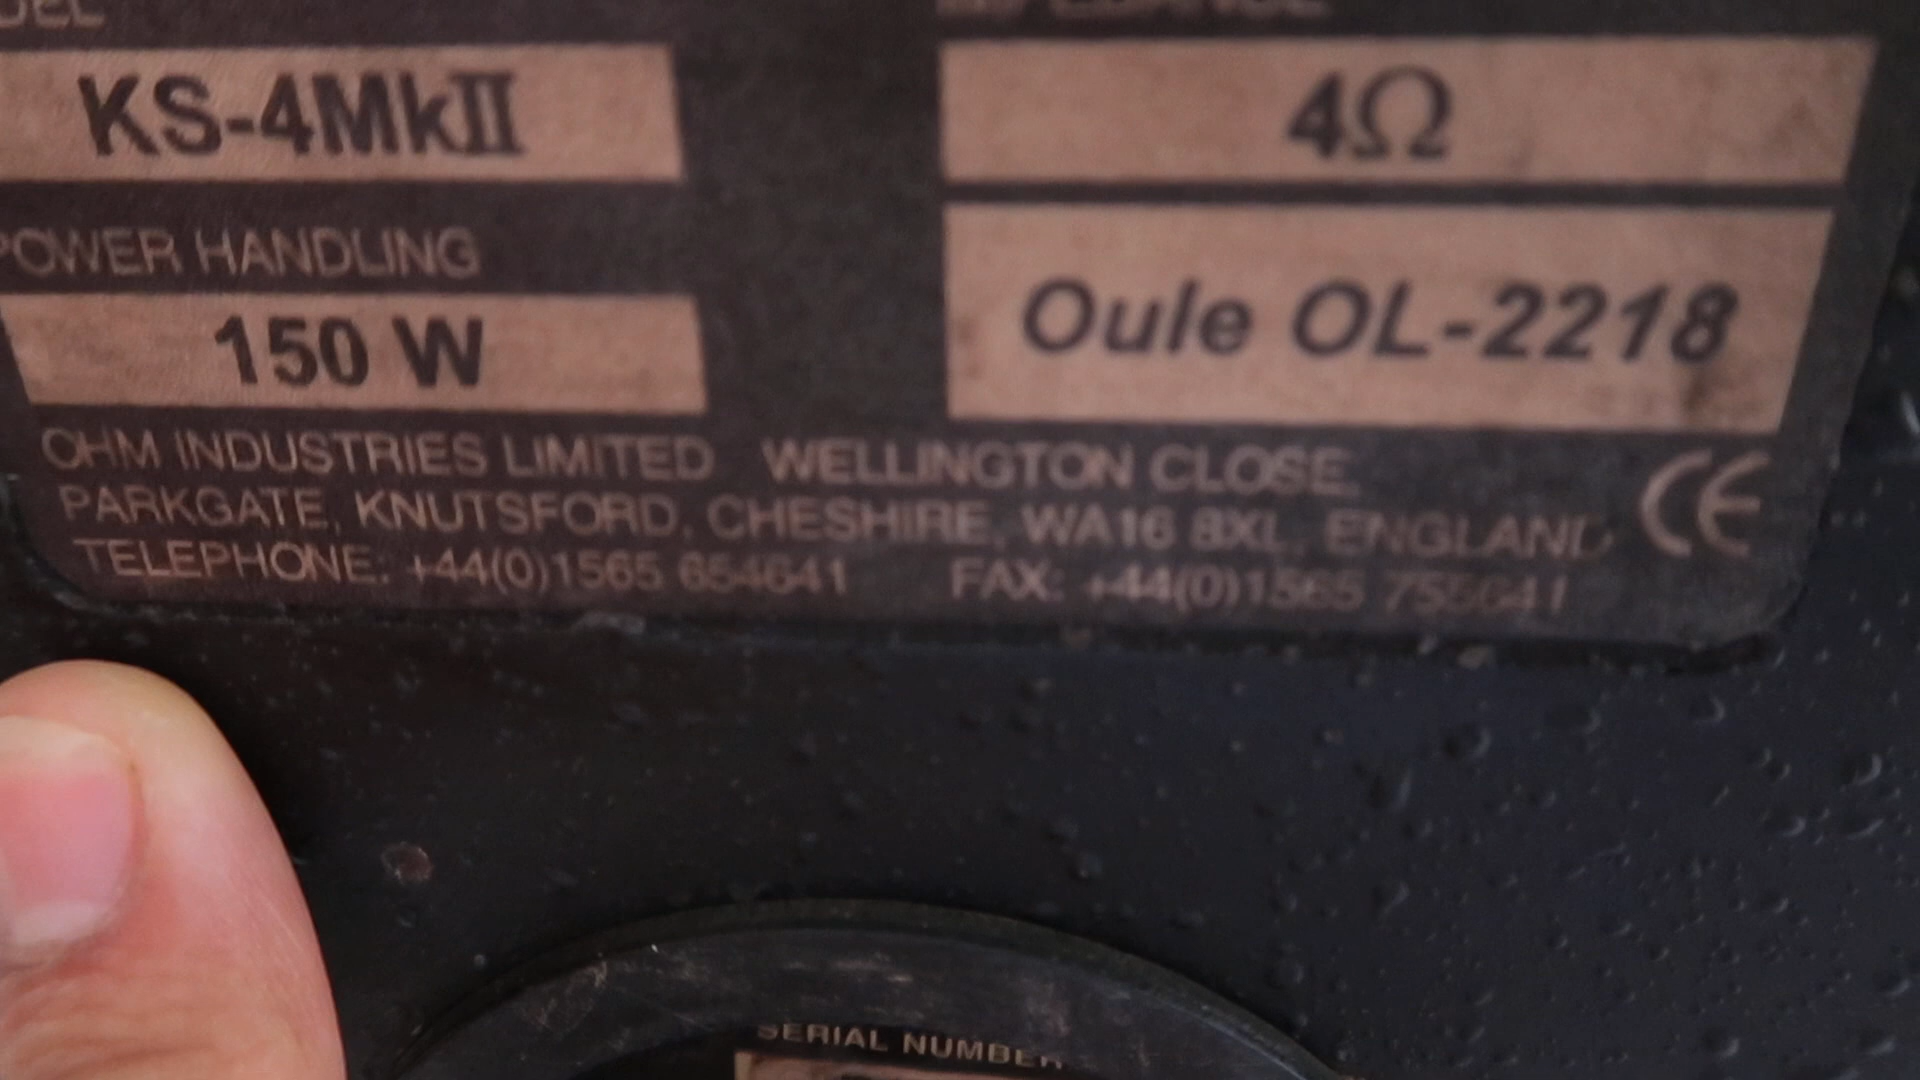 KS-4MkII
4Ω
POWER HANDLING
150 W
Oule OL-2218
OHM INDUSTRIES LIMITED WELLINGTON CLOSE,
PARKGATE, KNUTSFORD, CHESHIRE, WA16 8XL, ENGLAND
CE
TELEPHONE: +44(0)1565 654641 FAX: +44(0)1565
SERIAL NUMBER